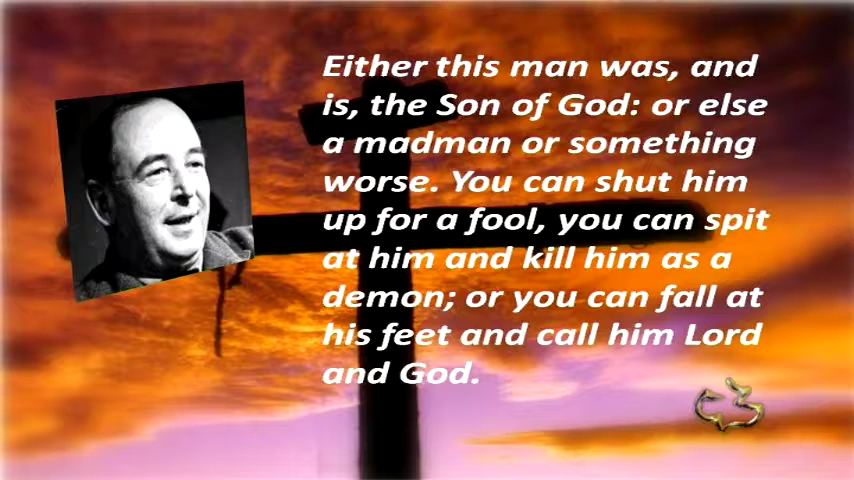 Either this man was, and
is, the Son of God: or else
a madman or something
worse. You can shut him
up for a fool, you can spit
at him and kill him as a
demon; or you can fall at
his feet and call him Lord
and God.